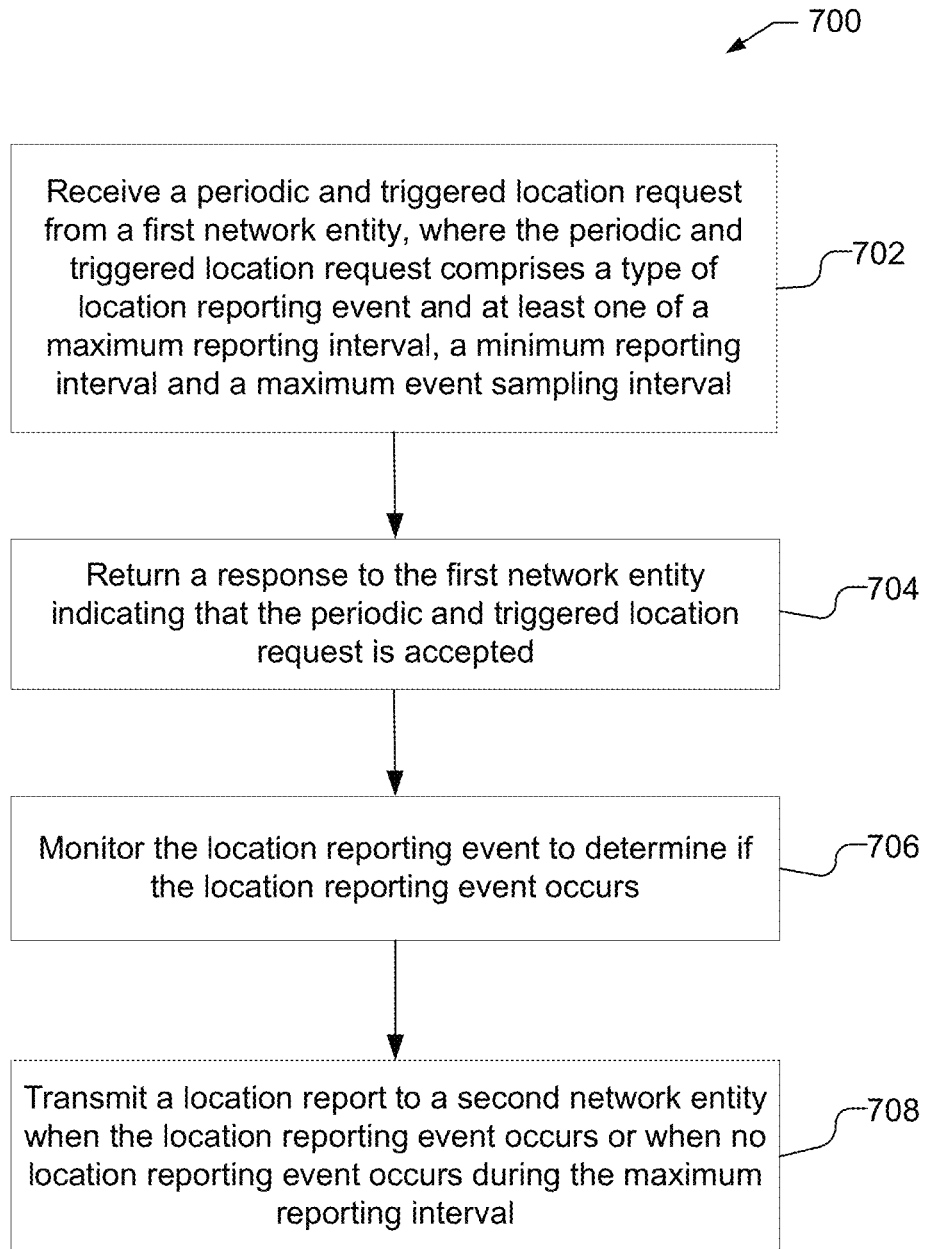 700
Receive a periodic and triggered location request
from a first network entity, where the periodic and
triggered location request comprises a type of
location reporting event and at least one of a
maximum reporting interval, a minimum reporting
interval and a maximum event sampling interval
702
Return a response to the first network entity
indicating that the periodic and triggered location
request is accepted
704
Monitor the location reporting event to determine if
the location reporting event occurs
706
Transmit a location report to a second network entity
when the location reporting event occurs or when no
location reporting event occurs during the maximum
reporting interval
708